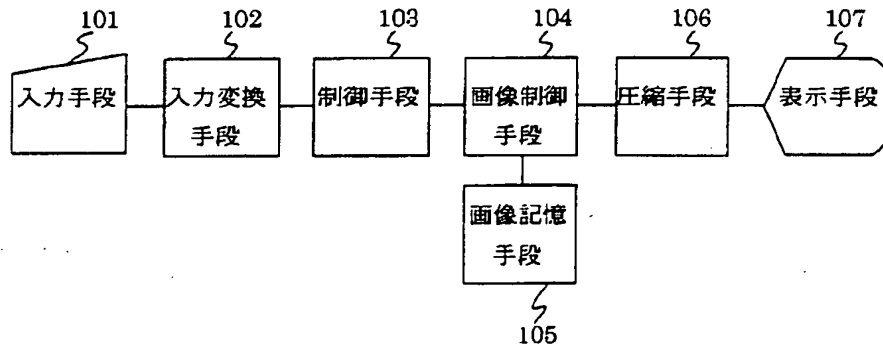 101
102
103
104
106
107
入力手段
入力変換
手段
制御手段
画像制御
手段
圧縮手段
表示手段
画像記憶
手段
105